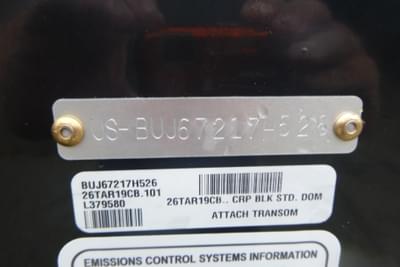 US-BUJ67217H526
BUJ67217H526
26TAR19CB.101
L379580
26TAR19CB.. CRP BLK STD. DOM
ATTACH TRANSOM
EMISSIONS CONTROL SYSTEMS INFORMATION